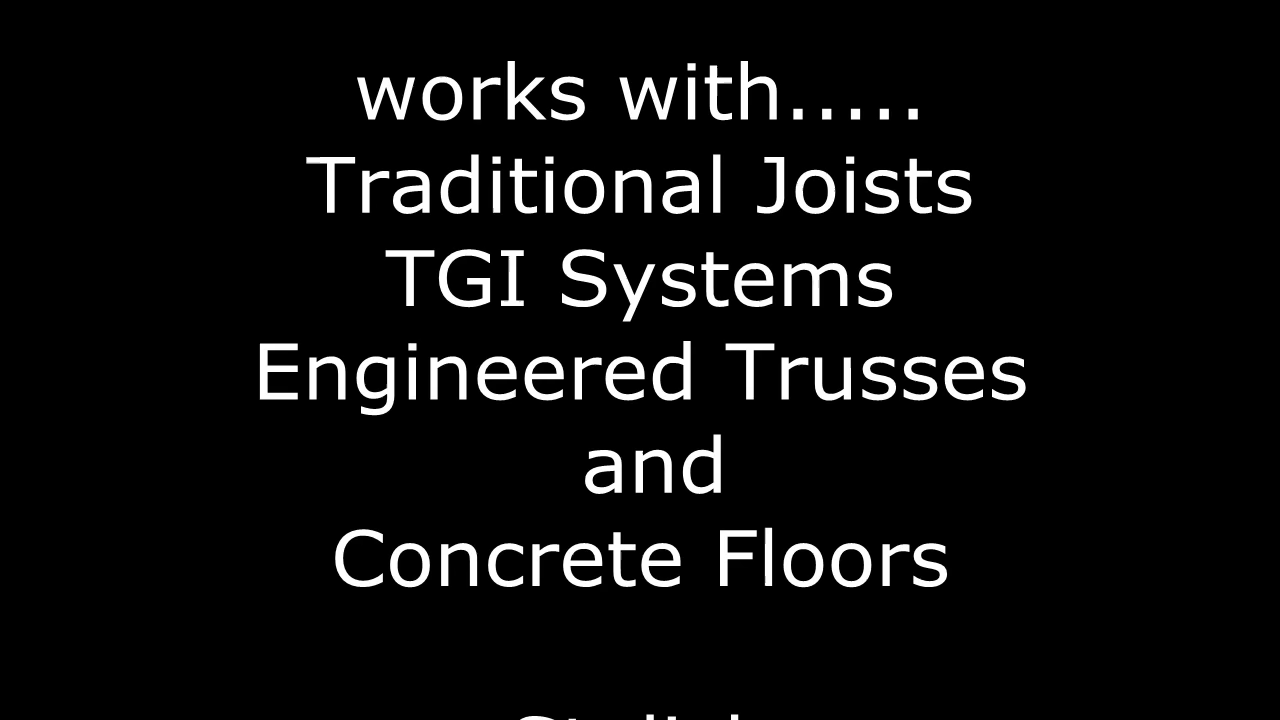 works with.....
Traditional Joists
TGI Systems
Engineered Trusses
and
Concrete Floors